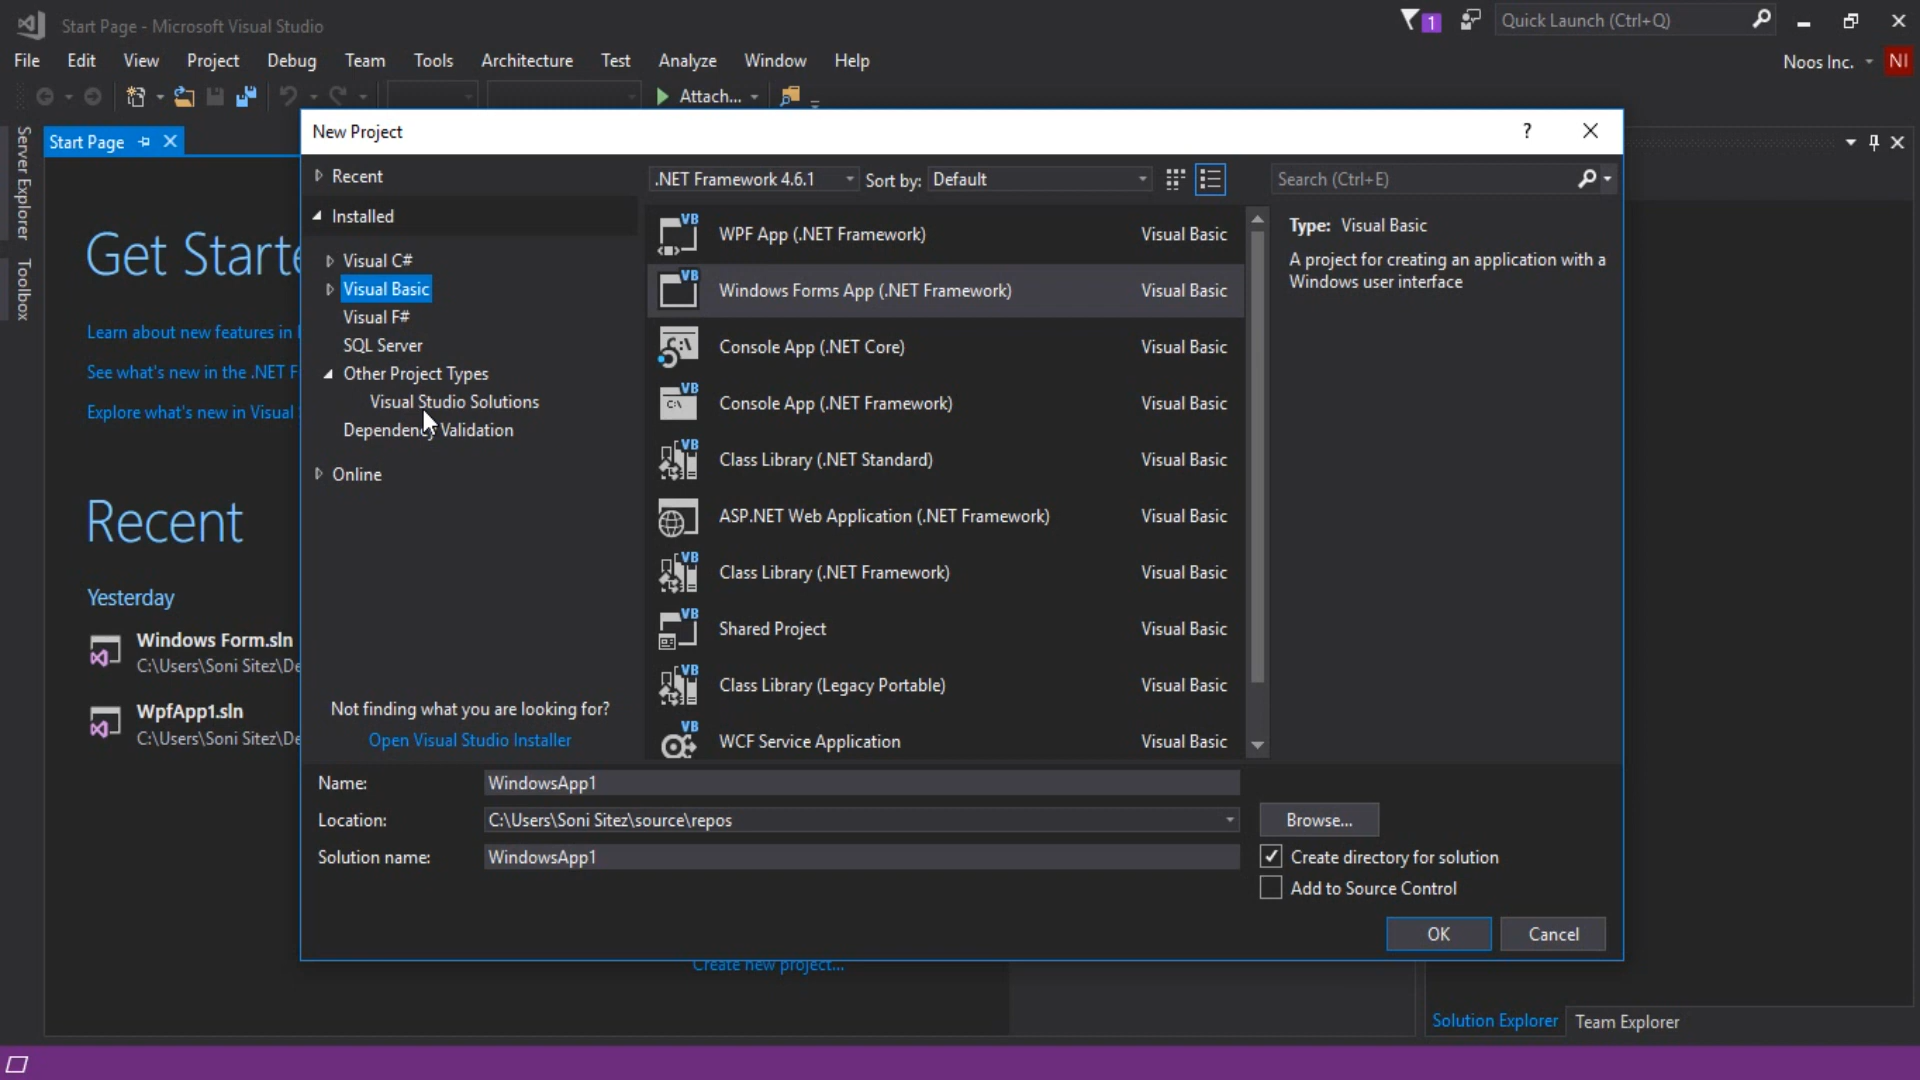 Start Page - Microsoft Visual Studio
1
Quick Launch (Ctrl+Q)
File Edit View Project Debug Team Tools Architecture Test Analyze Window Help
Noos Inc. NI
Attach...
Server Explorer
Toolbox
Start Page
Get Starte
Learn about new features in
See what's new in the .NET F
Explore what's new in Visual
Recent
Yesterday
Windows Form.sln
C:\Users\Soni Sitez\De
WpfApp1.sln
C:\Users\Soni Sitez\De
New Project
?
Recent
Installed
Visual C#
Visual Basic
Visual F#
SQL Server
Other Project Types
Visual Studio Solutions
Dependency Validation
Online
Not finding what you are looking for?
Open Visual Studio Installer
.NET Framework 4.6.1 Sort by: Default
Search (Ctrl+E)
VB WPF App (.NET Framework) Visual Basic
VB Windows Forms App (.NET Framework) Visual Basic
C:\ Console App (.NET Core) Visual Basic
VB C:\ Console App (.NET Framework) Visual Basic
VB Class Library (.NET Standard) Visual Basic
ASP.NET Web Application (.NET Framework) Visual Basic
VB Class Library (.NET Framework) Visual Basic
VB Shared Project Visual Basic
VB Class Library (Legacy Portable) Visual Basic
VB WCF Service Application Visual Basic
Type: Visual Basic
A project for creating an application with a
Windows user interface
Name: WindowsApp1
Location: C:\Users\Soni Sitez\source\repos
Browse...
Solution name: WindowsApp1
Create directory for solution
Add to Source Control
OK Cancel
Create new project...
Solution Explorer Team Explorer